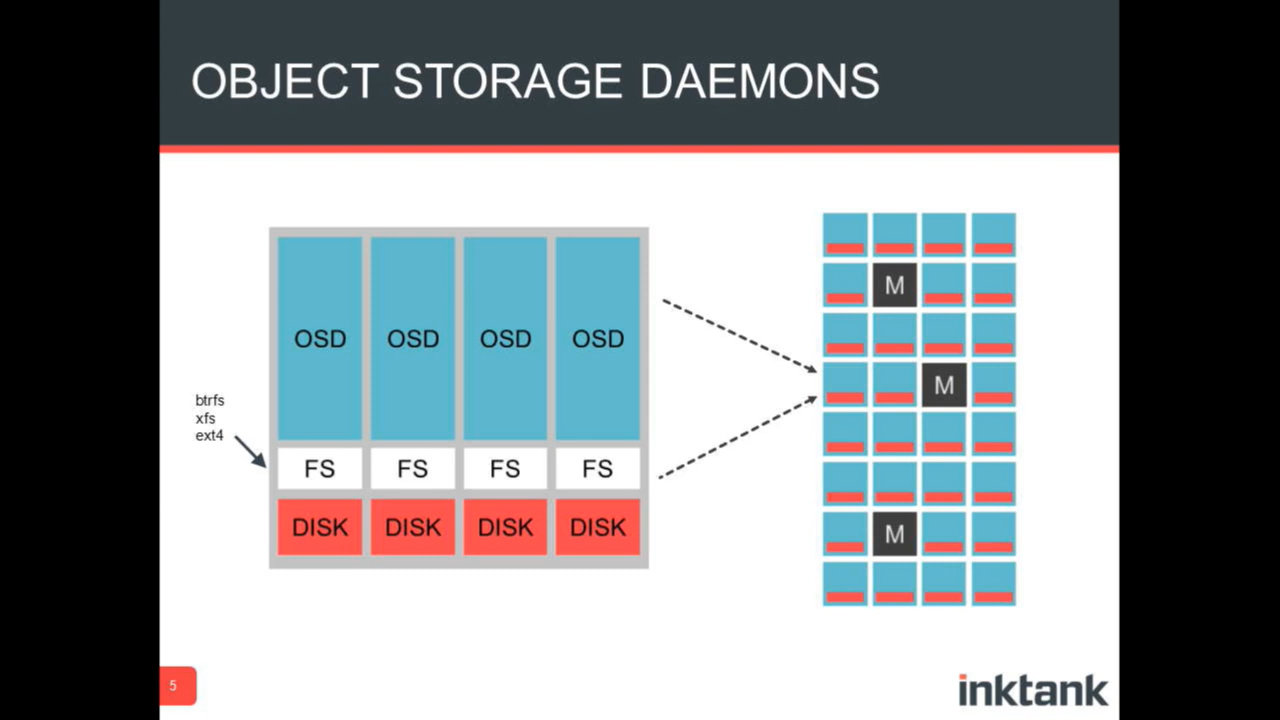 OBJECT STORAGE DAEMONS
OSD OSD OSD OSD
btrfs
xfs
ext4
FS FS FS FS
DISK DISK DISK DISK
M
M
M
5
inktank